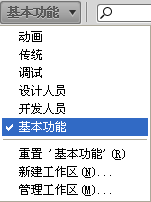 基本功能
动画
传统
调试
设计人员
开发人员
基本功能
重置 '基本功能' (R)
新建工作区(N)...
管理工作区(M)...